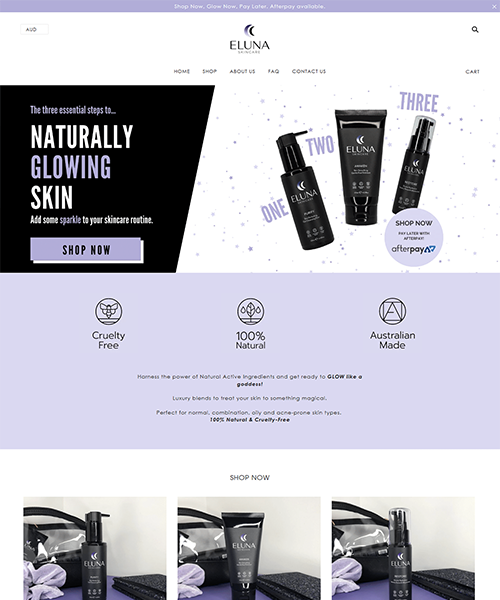 Shop Now. Glow Now. Pay Later. Afterpay available.
AUD
ELUNA
SKINCARE
HOME SHOP ABOUT US FAQ CONTACT US
CART
The three essential steps to...
NATURALLY
GLOWING
SKIN
Add some sparkle to your skincare routine.
SHOP NOW
ONE
TWO
THREE
ELUNA
ELUNA
ELUNA
SHOP NOW
PAY LATER WITH
AFTERPAY!
afterpay
Cruelty
Free
100%
Natural
Australian
Made
Harness the power of Natural Active Ingredients and get ready to GLOW like a
goddess!
Luxury blends to treat your skin to something magical.
Perfect for normal, combination, oily and acne-prone skin types.
100% Natural & Cruelty-Free
SHOP NOW
ELUNA
ELUNA
ELUNA